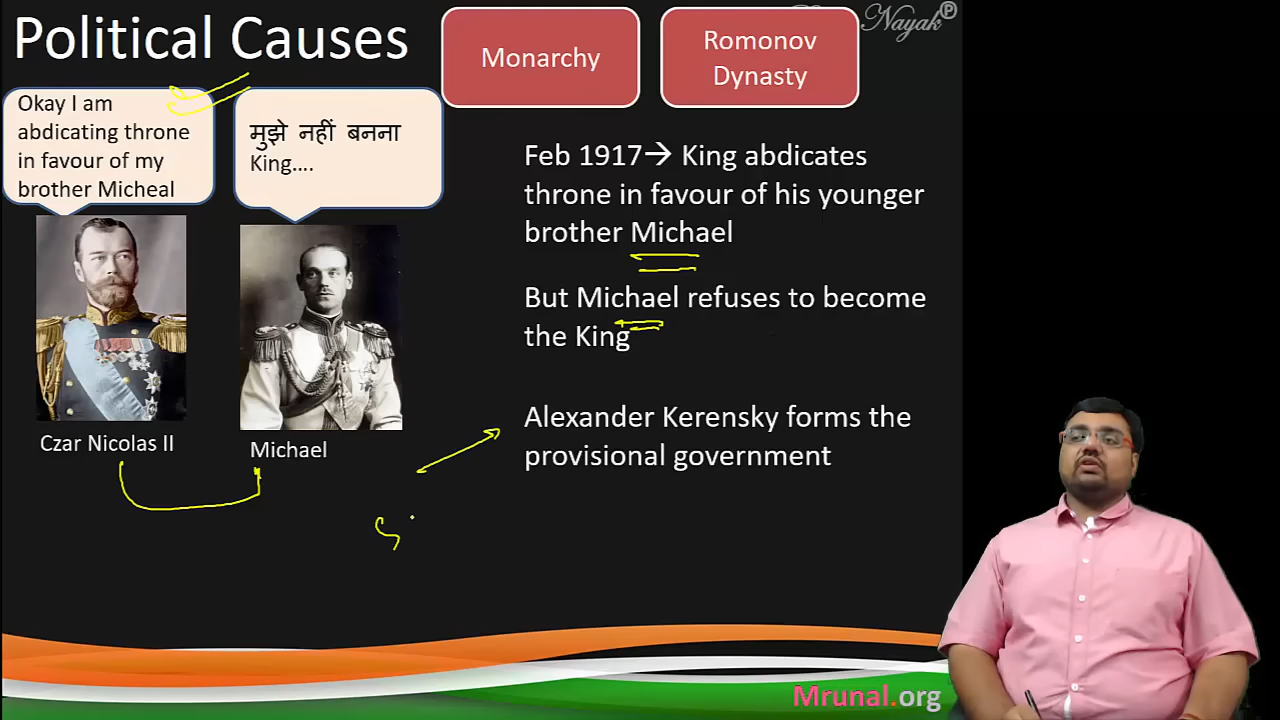 Political Causes
Monarchy
Romonov
Dynasty
Nayak
Okay I am
abdicating throne
in favour of my
brother Micheal
मुझे नहीं बनना
King....
Feb 1917→ King abdicates
throne in favour of his younger
brother Michael
But Michael refuses to become
the King
Alexander Kerensky forms the
provisional government
Czar Nicolas II
Michael
Mrunal.org